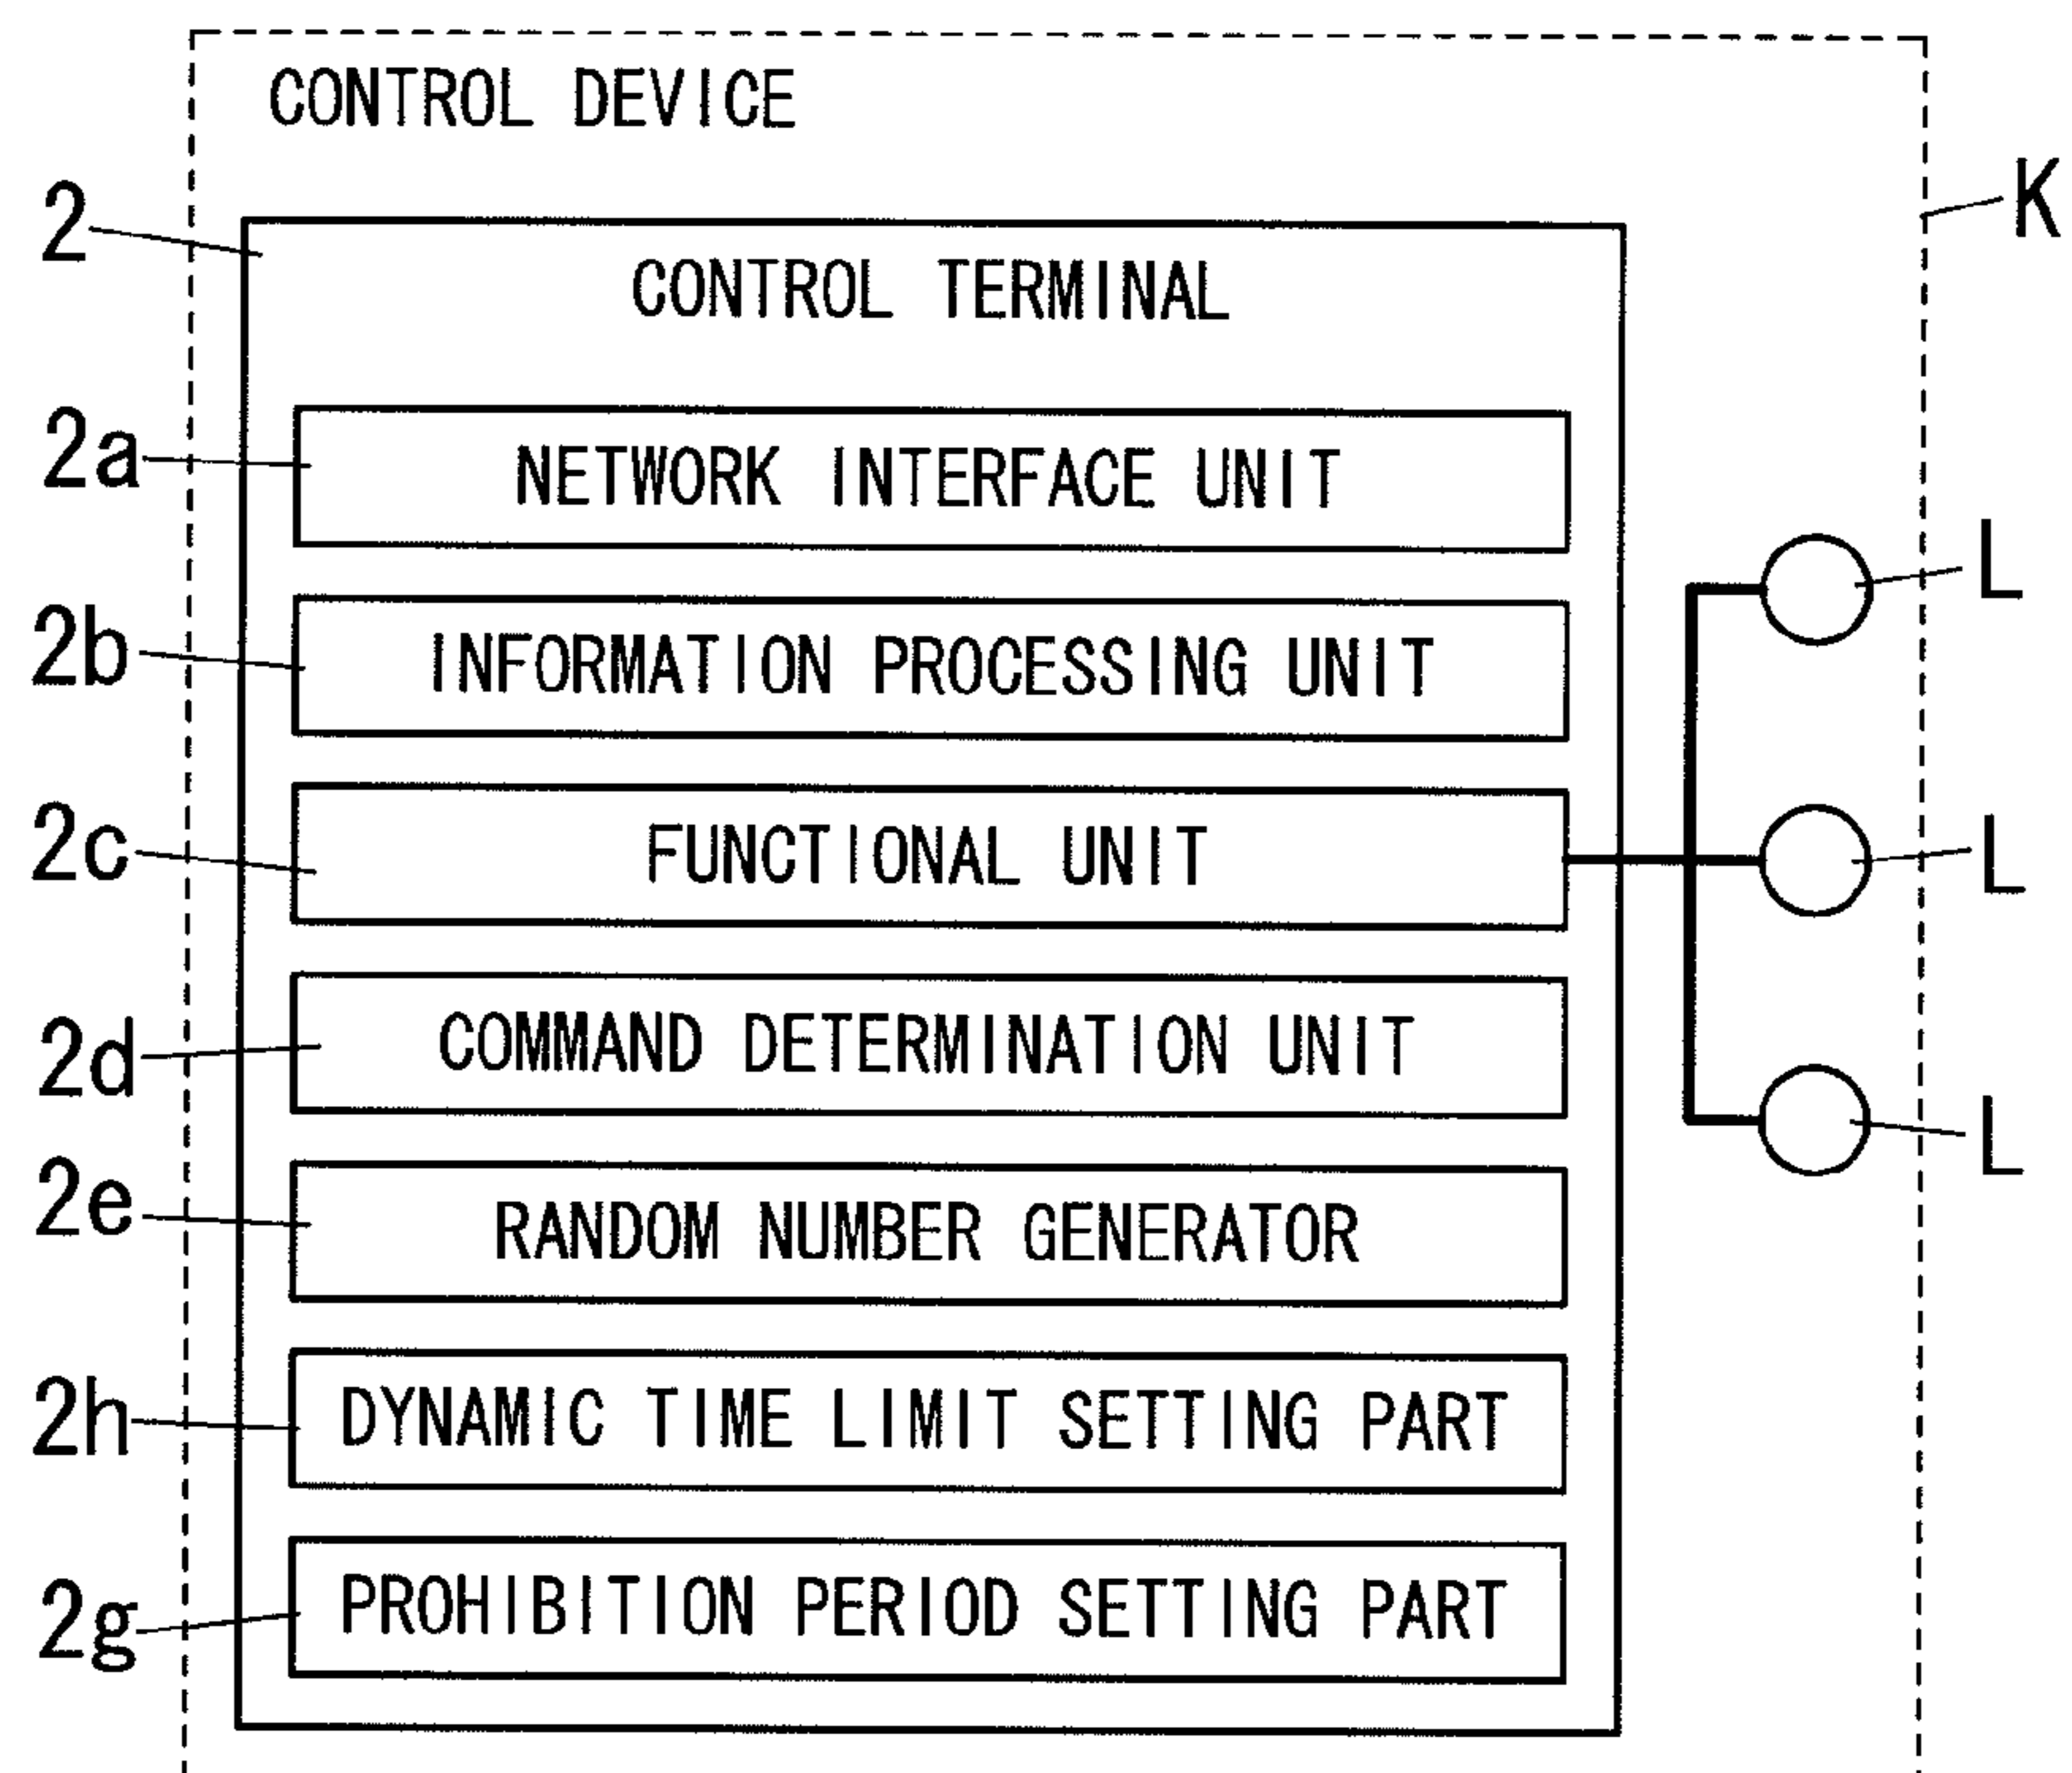 CONTROL DEVICE
K
2
CONTROL TERMINAL
2a
NETWORK INTERFACE UNIT
L
2b
INFORMATION PROCESSING UNIT
2c
FUNCTIONAL UNIT
L
2d
COMMAND DETERMINATION UNIT
L
2e
RANDOM NUMBER GENERATOR
2h
DYNAMIC TIME LIMIT SETTING PART
2g
PROHIBITION PERIOD SETTING PART